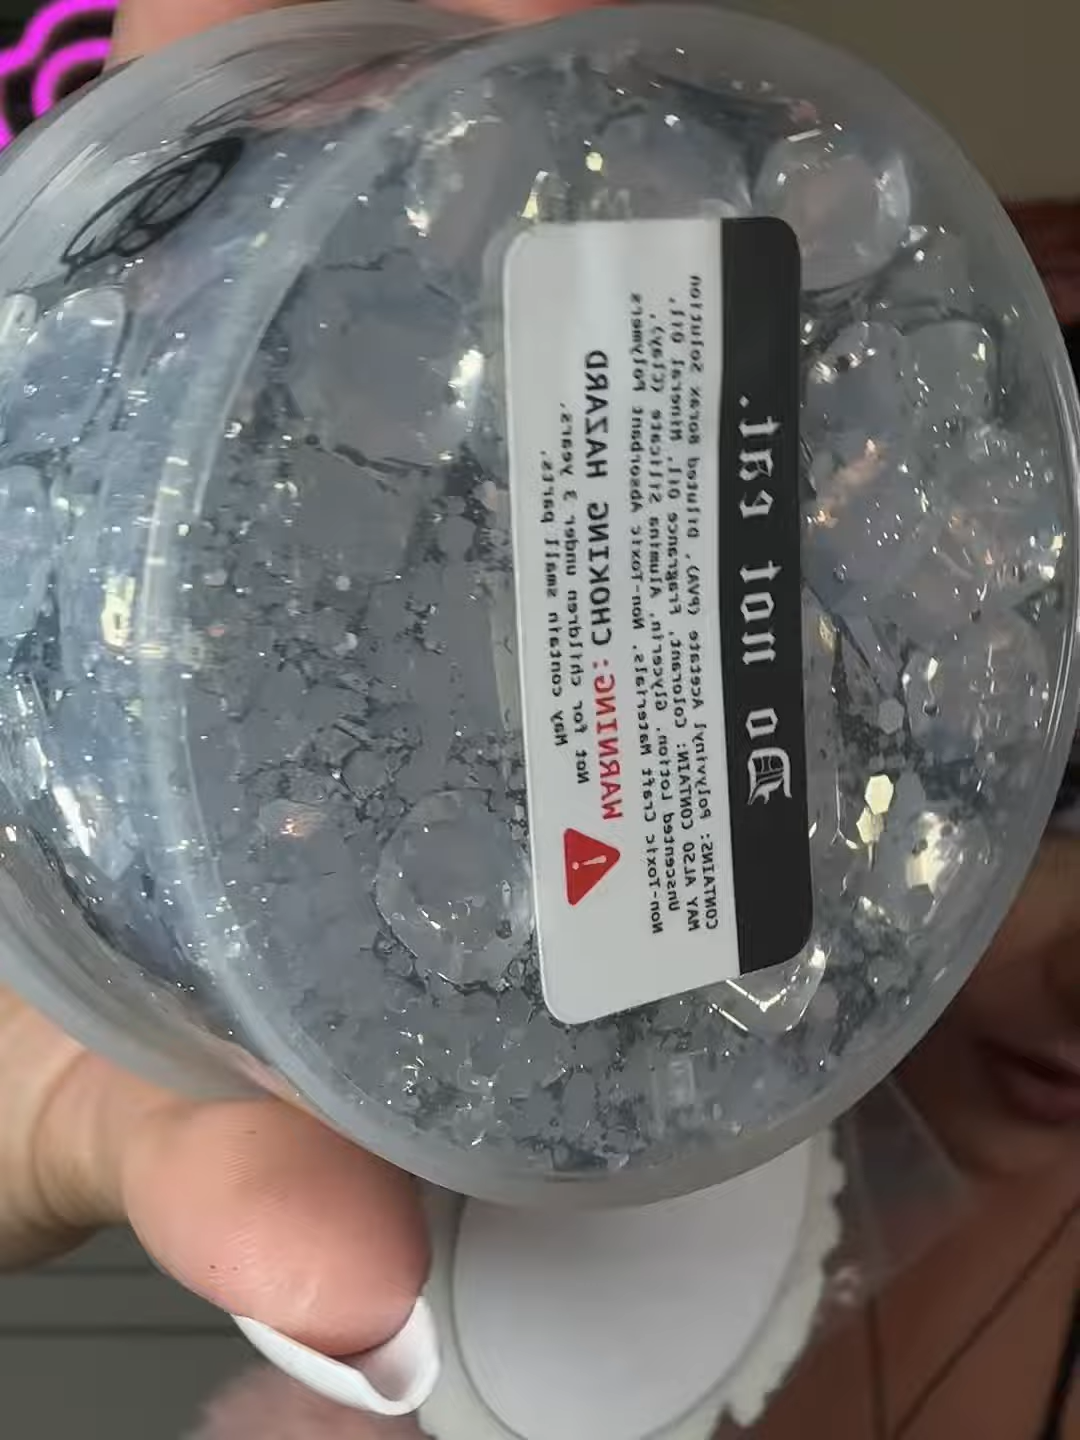 Do not eat.
CONTAINS: Polyvinyl Acetate (PVA), Diluted Borax Solution
MAY ALSO CONTAIN: Colorant, Fragrance Oil, Mineral Oil,
Unscented Lotion, Glycerin, Alumina Silicate (Clay),
Non-Toxic Craft Materials, Non-Toxic Absorbant Polymers
WARNING: CHOKING HAZARD
Not for children under 3 years.
May contain small parts.